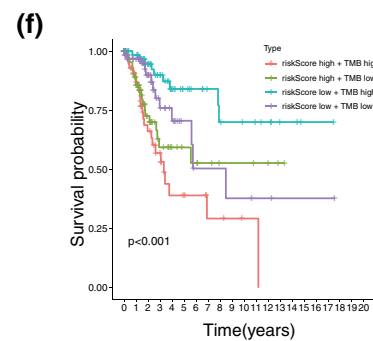 (f)
Type
riskScore high + TMB hig
riskScore high + TMB low
riskScore low + TMB high
riskScore low + TMB low
Survival probability
1.00
0.75
0.50
0.25
0.00
p<0.001
0 1 2 3 4 5 6 7 8 9 10 11 12 13 14 15 16 17 18 19 20
Time(years)